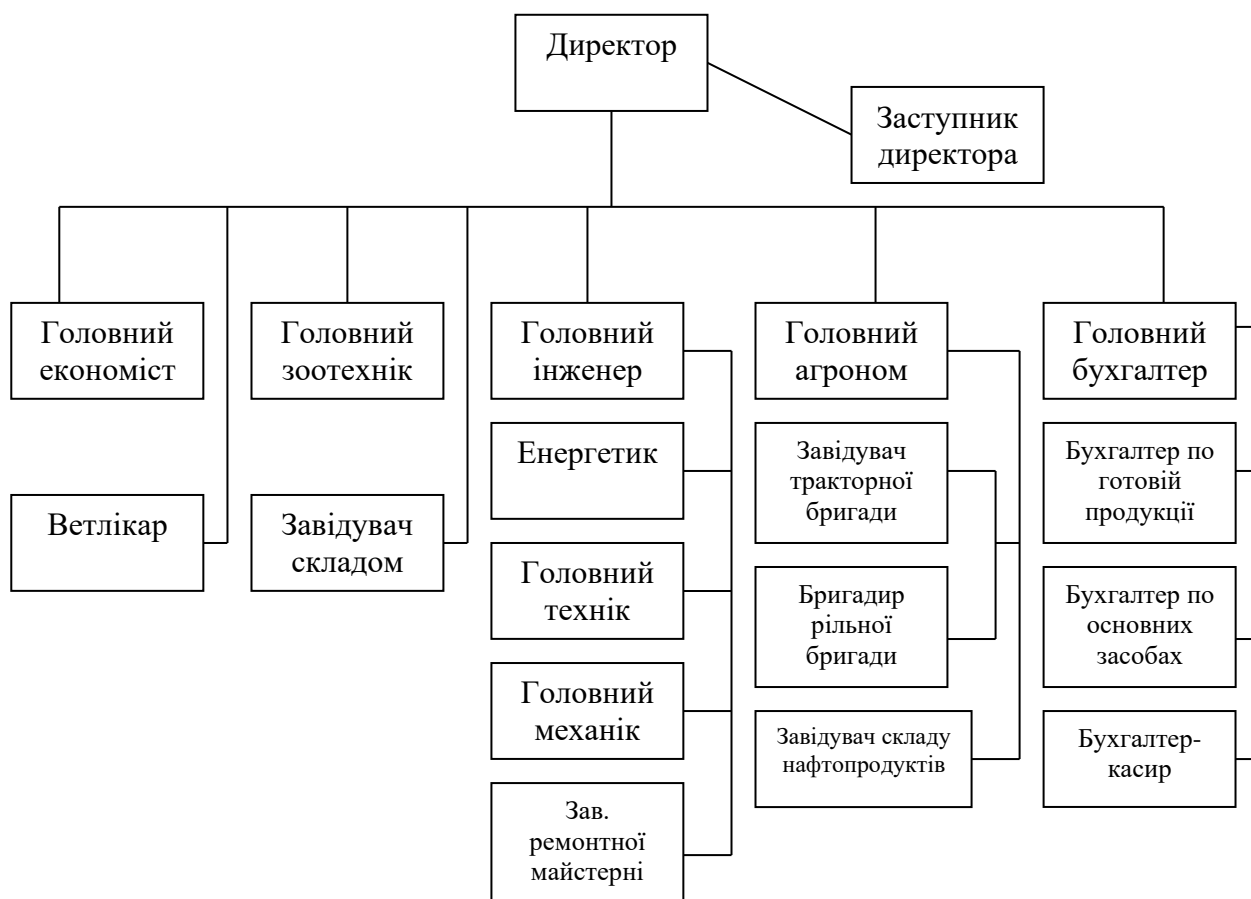 Директор
Заступник
директора
Головний
економіст
Головний
зоотехнік
Головний
інженер
Головний
агроном
Головний
бухгалтер
Енергетик
Завідувач
тракторної
бригади
Бухгалтер по
готовій
продукції
Ветлікар
Завідувач
складом
Головний
технік
Бригадир
рільної
бригади
Бухгалтер по
основних
засобах
Головний
механік
Завідувач складу
нафтопродуктів
Бухгалтер-
касир
Зав.
ремонтної
майстерні